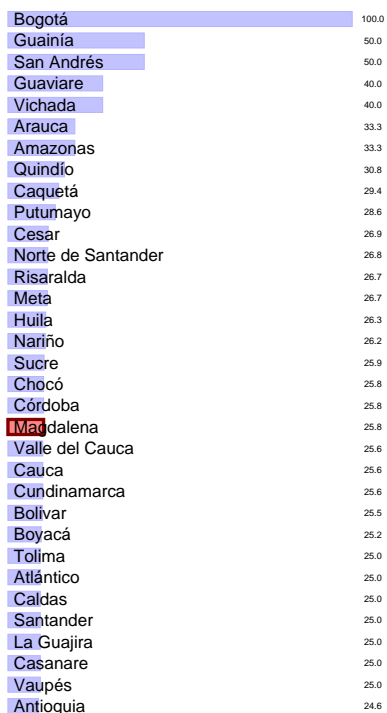 Bogotá 100.0
Guainía 50.0
San Andrés 50.0
Guaviare 40.0
Vichada 40.0
Arauca 33.3
Amazonas 33.3
Quindío 30.8
Caquetá 29.4
Putumayo 28.6
Cesar 26.9
Norte de Santander 26.8
Risaralda 26.7
Meta 26.7
Huila 26.3
Nariño 26.2
Sucre 25.9
Chocó 25.8
Córdoba 25.8
Magdalena 25.8
Valle del Cauca 25.6
Cauca 25.6
Cundinamarca 25.6
Bolivar 25.5
Boyacá 25.2
Tolima 25.0
Atlántico 25.0
Caldas 25.0
Santander 25.0
La Guajira 25.0
Casanare 25.0
Vaupés 25.0
Antioquia 24.6